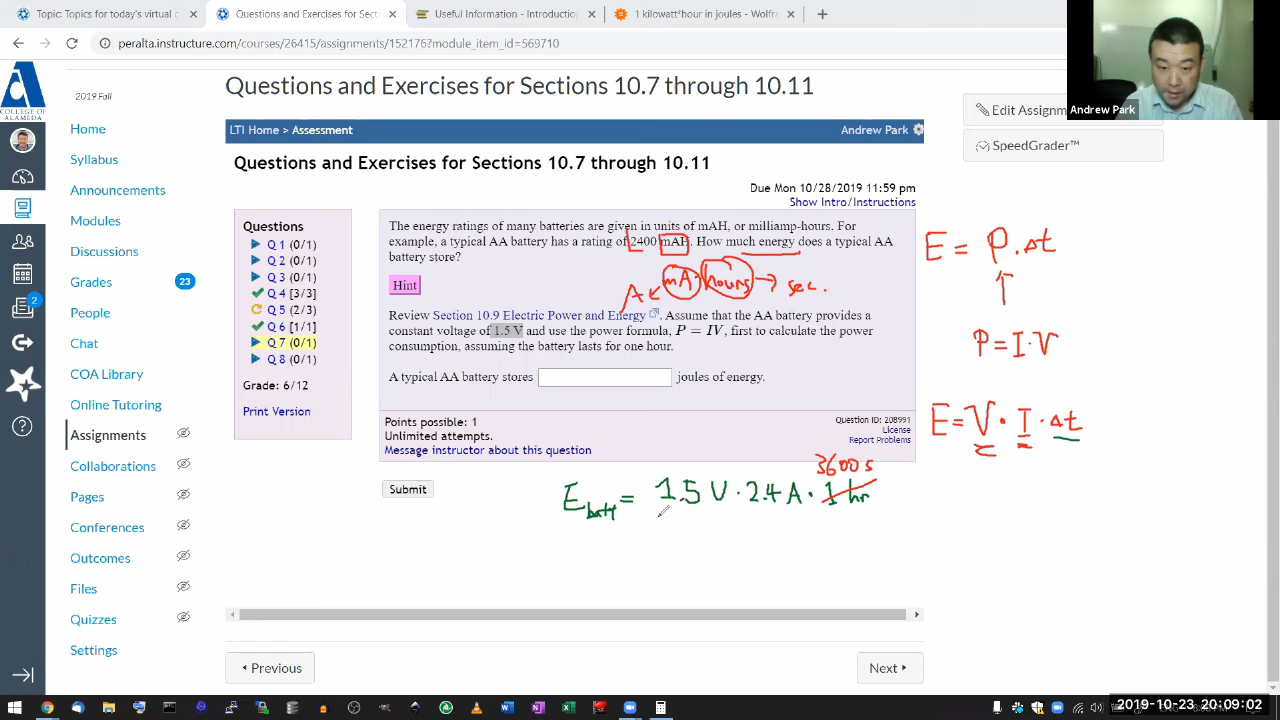 Topics for today's virtual c
Questions and Exercises for Sect
Useful Information - Introduction
1 kilowatt*hour in Joules - Wolfra
peralta.instructure.com/courses/26415/assignments/152176?module_item_id=569710
Andrew Park
COLLEGE OF ALAMEDA
2019 Fall
Home
Syllabus
Announcements
Modules
Discussions
Grades 23
People
Chat
COA Library
Online Tutoring
Assignments
Collaborations
Pages
Conferences
Outcomes
Files
Quizzes
Settings
2
Questions and Exercises for Sections 10.7 through 10.11
Edit Assignm
SpeedGrader™
LTI Home > Assessment
Andrew Park
Questions and Exercises for Sections 10.7 through 10.11
Due Mon 10/28/2019 11:59 pm
Show Intro/Instructions
Questions
Q 1 (0/1)
Q 2 (0/1)
Q 3 (0/1)
Q 4 [3/3]
Q 5 (2/3)
Q 6 [1/1]
Q 7 (0/1)
Q 8 (0/1)
Grade: 6/12
Print Version
The energy ratings of many batteries are given in units of mAH, or milliamp-hours. For
example, a typical AA battery has a rating of 2400 mAH. How much energy does a typical AA
battery store?
Hint
mA · hours → sec.
A ←
Review Section 10.9 Electric Power and Energy. Assume that the AA battery provides a
constant voltage of 1.5 V and use the power formula, P = IV, first to calculate the power
consumption, assuming the battery lasts for one hour.
A typical AA battery stores joules of energy.
Points possible: 1
Unlimited attempts.
Message instructor about this question
Question ID: 208991
License
Report Problems
Submit
E = P · Δt
P = I · V
E = V · I · Δt
3600 s
E baty = 1.5 V · 2.4 A · 1 hr
Previous
Next
2019-10-23 20:09:02